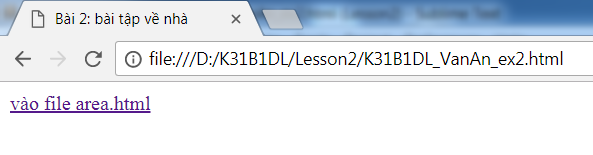 Bài 2: bài tập về nhà
file:///D:/K31B1DL/Lesson2/K31B1DL_VanAn_ex2.html
vào file area.html